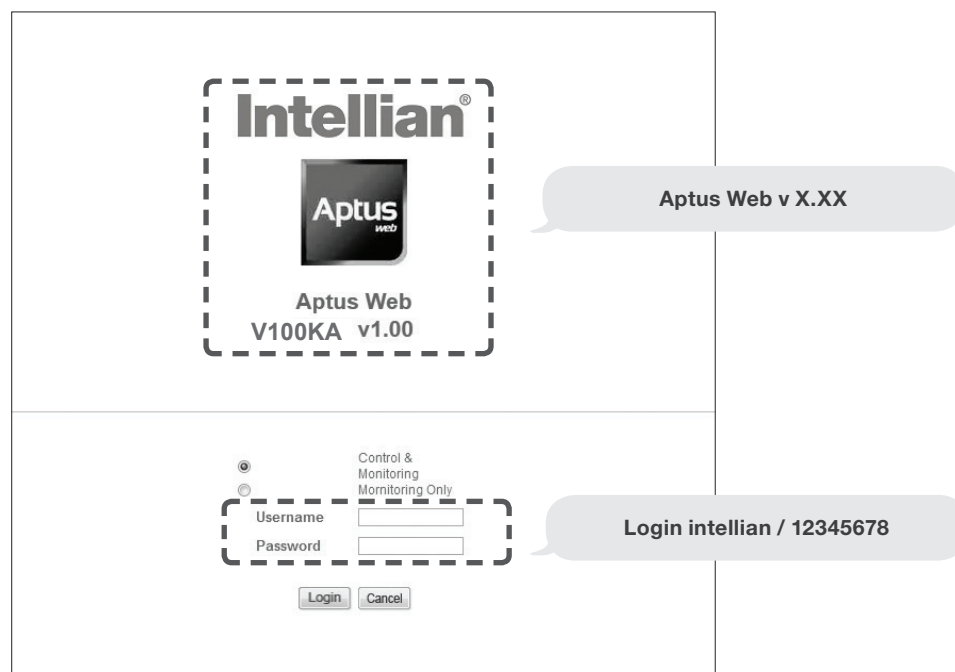 Intellian®
Aptus
web
Aptus Web
V100KA v1.00
Aptus Web v X.XX
Control &
Monitoring
Mornitoring Only
Username
Password
Login intellian / 12345678
Login Cancel